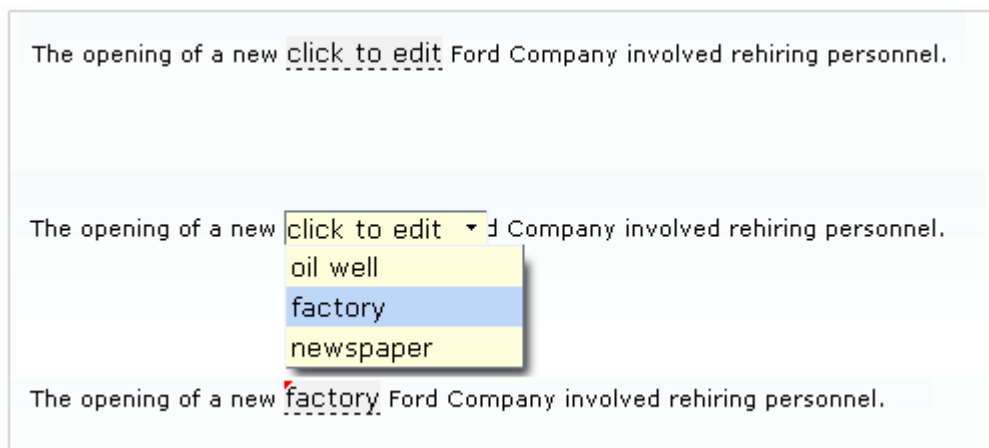 The opening of a new click to edit Ford Company involved rehiring personnel.
The opening of a new click to edit d Company involved rehiring personnel.
oil well
factory
newspaper
The opening of a new factory Ford Company involved rehiring personnel.